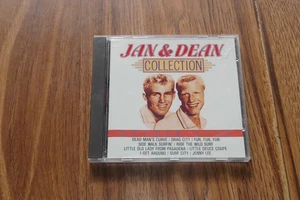 JAN & DEAN
COLLECTION
DEAD MAN'S CURVE / DRAG CITY / FUN, FUN, FUN
SIDE WALK SURFIN' / RIDE THE WILD SURF
LITTLE OLD LADY FROM PASADENA / LITTLE DEUCE COUPE
I GET AROUND / SURF CITY / JENNY LEE